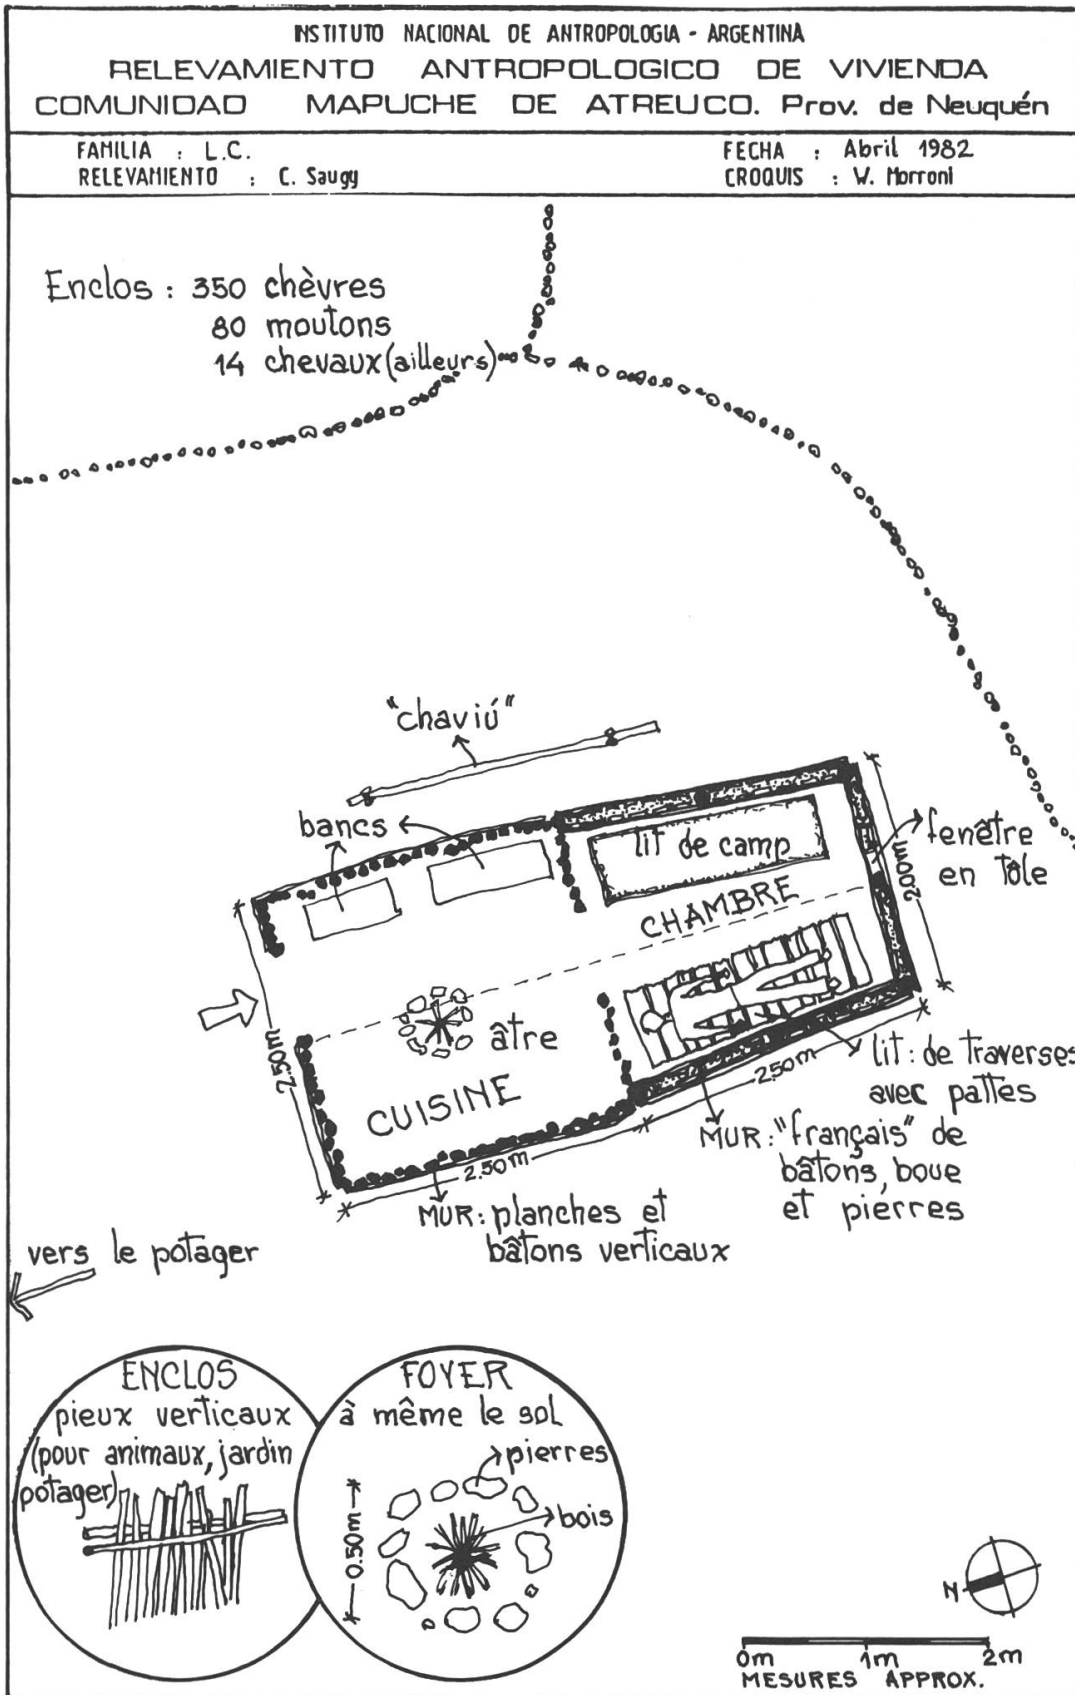 INSTITUTO NACIONAL DE ANTROPOLOGIA - ARGENTINA
RELEVAMIENTO ANTROPOLOGICO DE VIVIENDA
COMUNIDAD MAPUCHE DE ATREUCO. Prov. de Neuquén
FAMILIA : L.C.
FECHA : Abril 1982
RELEVAMIENTO : C. Saugy
CROQUIS : W. Morroni
Enclos : 350 chèvres
80 moutons
14 chevaux (ailleurs)
"chaviú"
bancs
lit de camp
fenêtre
en tôle
2.00m
CHAMBRE
âtre
2.50m
CUISINE
lit : de traverses
avec pattes
2.50m
MUR : "français" de
bâtons, boue
et pierres
2.50m
MUR : planches et
bâtons verticaux
vers le potager
ENCLOS
pieux verticaux
(pour animaux, jardin
potager)
FOYER
à même le sol
pierres
bois
0.50m
N
0m 1m 2m
MESURES APPROX.